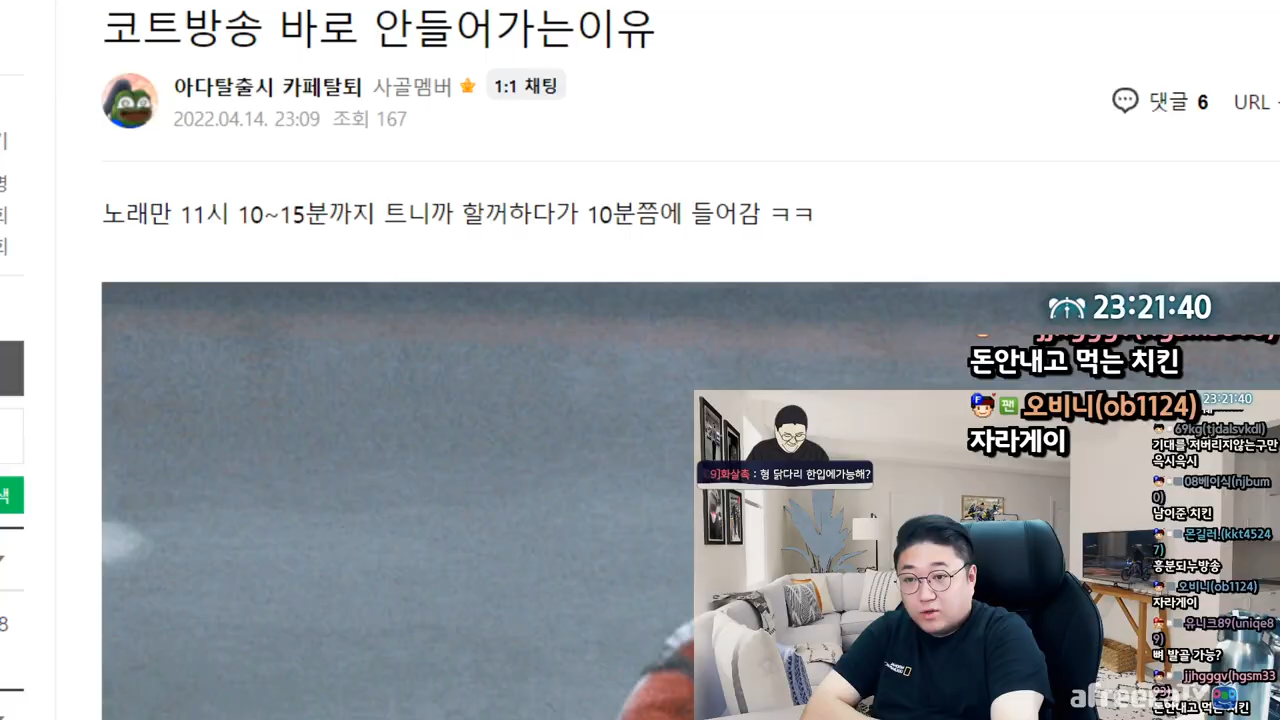 코트방송 바로 안들어가는이유
아다탈출시 카페탈퇴 사골멤버 1:1 채팅
2022.04.14. 23:09 조회 167
댓글 6 URL
노래만 11시 10~15분까지 트니까 할꺼하다가 10분쯤에 들어감 ㅋㅋ
23:21:40
돈안내고 먹는 치킨
오비니(ob1124)
자라게이
23:21:40
9]화살촉 : 형 닭다리 한입에가능해?
69kg(tjdalsvkdl)
기대를 저버리지않는구만
옥시옥시
08베이식(njbum
0)
남이준 치킨
몬길러.(kkt4524
7)
흥분되누방송
오비니(ob1124)
자라게이
유니크89(uniqe8
9)
뼈 발골 가능?
jjhgggv(hgsm33
돈안내고 먹는 치킨
afreecaTV
색
8